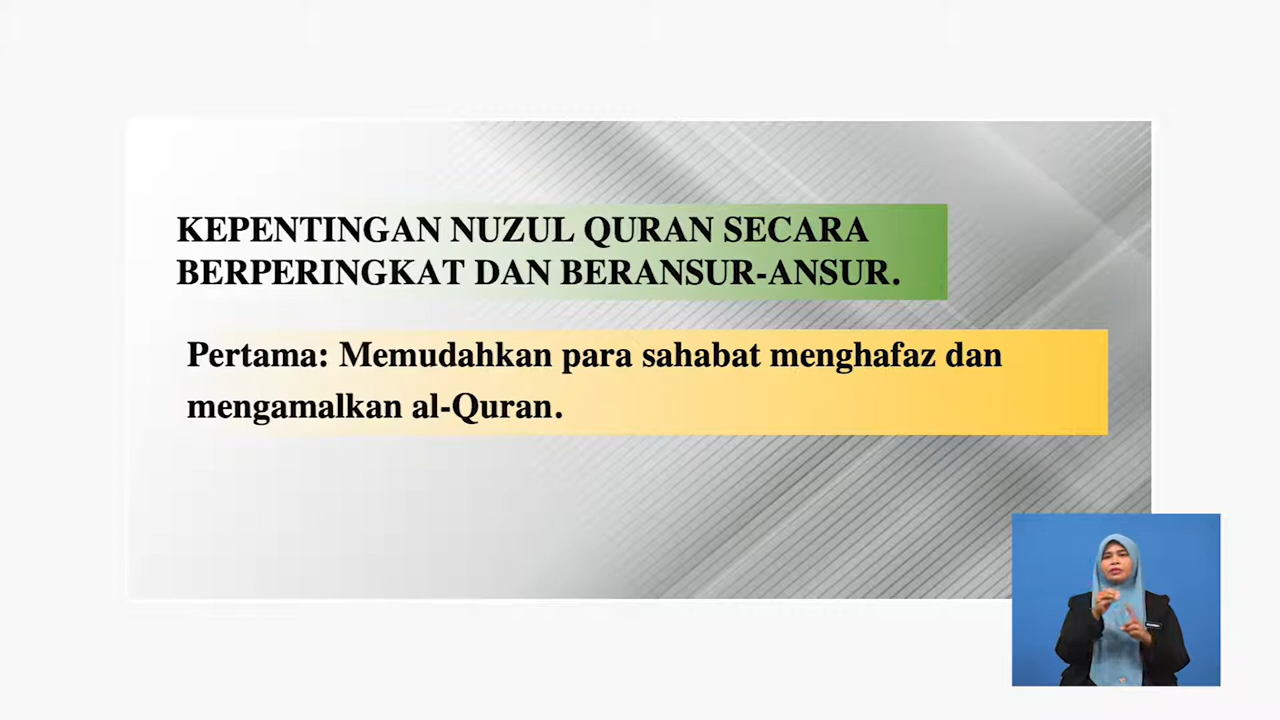 KEPENTINGAN NUZUL QURAN SECARA
BERPERINGKAT DAN BERANSUR-ANSUR.
Pertama: Memudahkan para sahabat menghafaz dan
mengamalkan al-Quran.